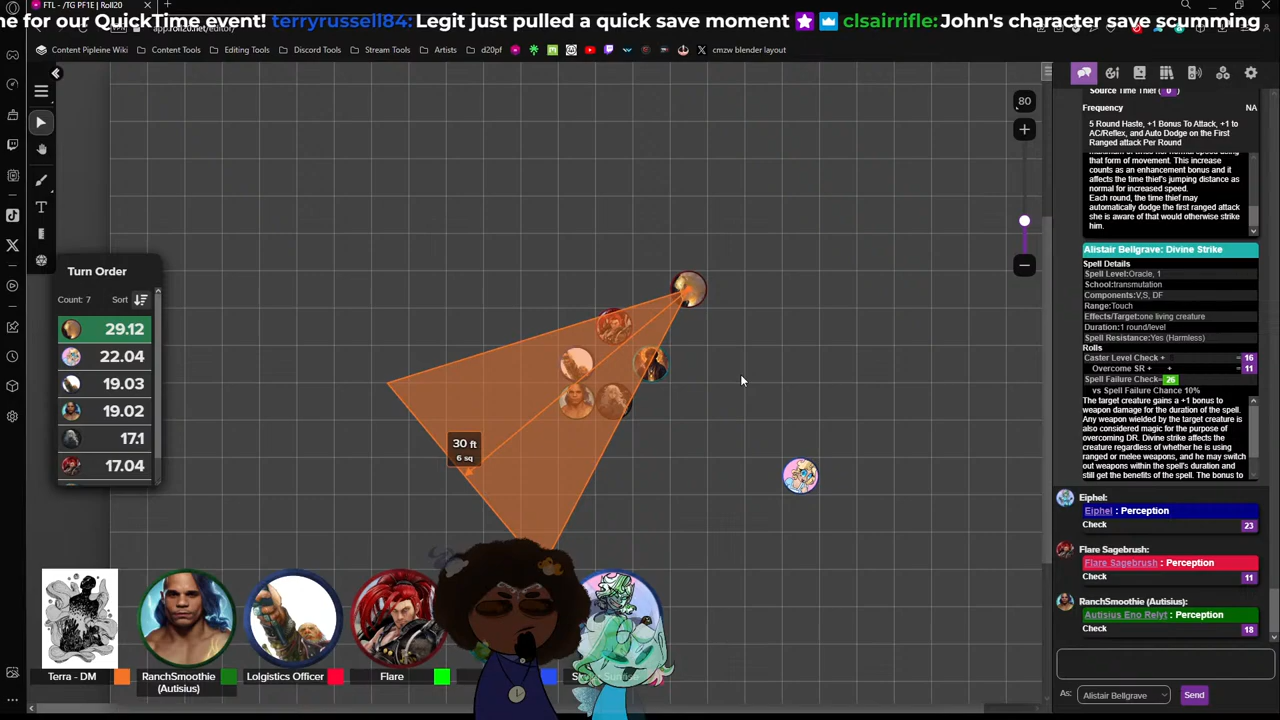 FTL - /TG PF1E | Roll20
ne for our QuickTime event! terryrussell84: Legit just pulled a quick save moment clsairrifle: John's character save scumming
app.roll20.net/editor/
Content Pipleine Wiki
Content Tools
Editing Tools
Discord Tools
Stream Tools
Artists
d20pf
cmzw blender layout
80
Turn Order
Count: 7
Sort
29.12
22.04
19.03
19.02
17.1
17.04
30 ft
6 sq
Terra - DM
RanchSmoothie
(Autisius)
Lolgistics Officer
Flare
Source Time Thief ( 0 )
Frequency
NA
5 Round Haste, +1 Bonus To Attack, +1 to
AC/Reflex, and Auto Dodge on the First
Ranged attack Per Round
that form of movement. This increase
counts as an enhancement bonus and it
affects the time thief's jumping distance as
normal for increased speed.
Each round, the time thief may
automatically dodge the first ranged attack
she is aware of that would otherwise strike
him.
Alistair Bellgrave: Divine Strike
Spell Details
Spell Level:Oracle, 1
School:transmutation
Components:V,S, DF
Range:Touch
Effects/Target:one living creature
Duration:1 round/level
Spell Resistance:Yes (Harmless)
Rolls
Caster Level Check + = 16
Overcome SR + + = 11
Spell Failure Check= 26
vs Spell Failure Chance 10%
The target creature gains a +1 bonus to
weapon damage for the duration of the spell.
Any weapon wielded by the target creature is
also considered magic for the purpose of
overcoming DR. Divine strike affects the
creature regardless of whether he is using
ranged or melee weapons, and he may switch
out weapons within the spell's duration and
still get the benefits of the spell. The bonus to
Eiphel:
Eiphel : Perception
Check 23
Flare Sagebrush:
Flare Sagebrush : Perception
Check 11
RanchSmoothie (Autisius):
Autisius Eno Relyt : Perception
Check 18
As:
Alistair Bellgrave
Send